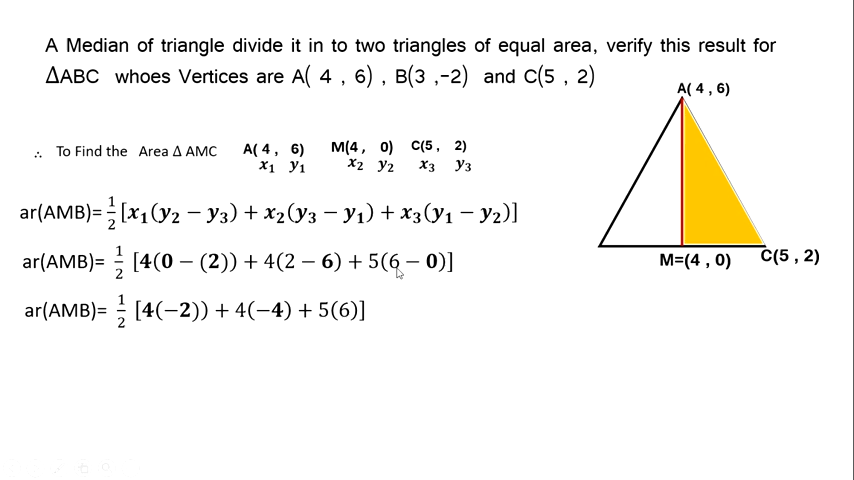 A Median of triangle divide it in to two triangles of equal area, verify this result for
ΔABC whoes Vertices are A( 4 , 6) , B(3 ,-2) and C(5 , 2)
A( 4 , 6)
∴ To Find the Area Δ AMC A( 4 , 6) M(4 , 0) C(5 , 2)
x₁ y₁ x₂ y₂ x₃ y₃
ar(AMB)= 1/2 [x₁(y₂ − y₃) + x₂(y₃ − y₁) + x₃(y₁ − y₂)]
ar(AMB)= 1/2 [4(0 − (2)) + 4(2 − 6) + 5(6 − 0)]
M=(4 , 0) C(5 , 2)
ar(AMB)= 1/2 [4(−2)) + 4(−4) + 5(6)]